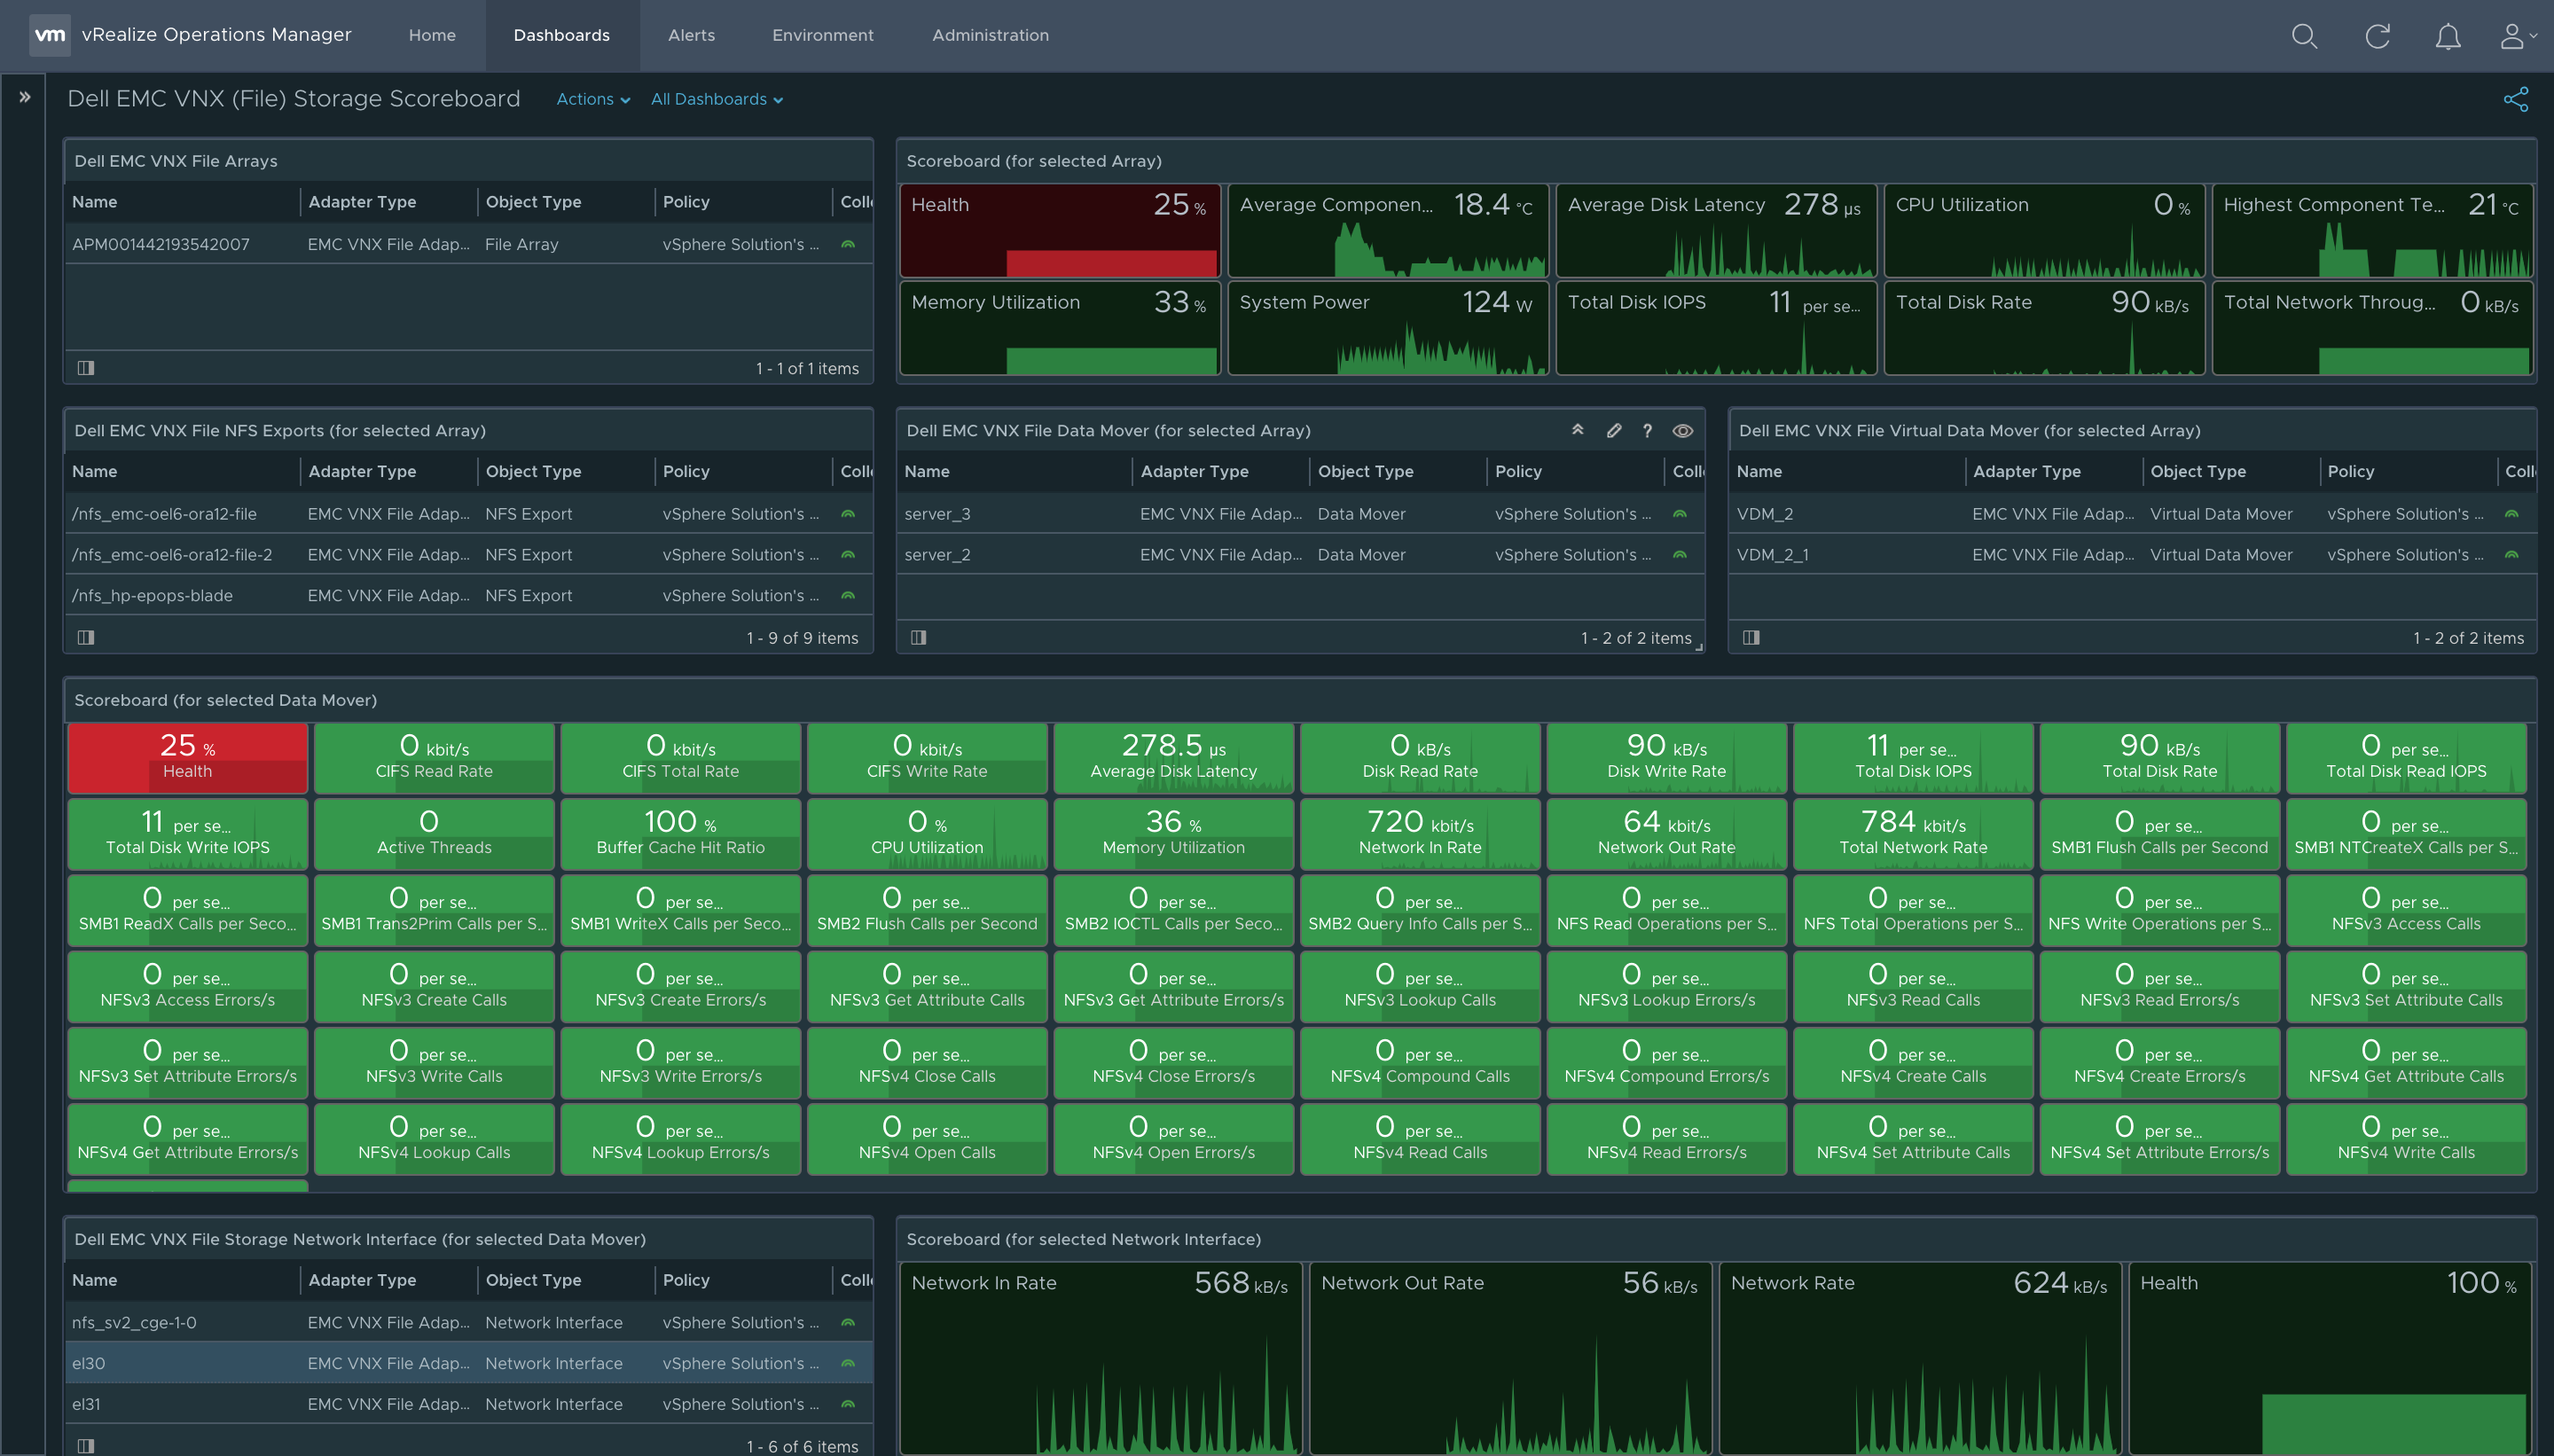 vm vRealize Operations Manager Home Dashboards Alerts Environment Administration
Dell EMC VNX (File) Storage Scoreboard Actions All Dashboards
Dell EMC VNX File Arrays
Name Adapter Type Object Type Policy Colle
APM001442193542007 EMC VNX File Adap... File Array vSphere Solution's ...
1 - 1 of 1 items
Scoreboard (for selected Array)
Health 25 %
Average Componen... 18.4 °C
Average Disk Latency 278 µs
CPU Utilization 0 %
Highest Component Te... 21 °C
Memory Utilization 33 %
System Power 124 W
Total Disk IOPS 11 per se...
Total Disk Rate 90 kB/s
Total Network Throug... 0 kB/s
Dell EMC VNX File NFS Exports (for selected Array)
Name Adapter Type Object Type Policy Colle
/nfs_emc-oel6-ora12-file EMC VNX File Adap... NFS Export vSphere Solution's ...
/nfs_emc-oel6-ora12-file-2 EMC VNX File Adap... NFS Export vSphere Solution's ...
/nfs_hp-epops-blade EMC VNX File Adap... NFS Export vSphere Solution's ...
1 - 9 of 9 items
Dell EMC VNX File Data Mover (for selected Array) ?
Name Adapter Type Object Type Policy Colle
server_3 EMC VNX File Adap... Data Mover vSphere Solution's ...
server_2 EMC VNX File Adap... Data Mover vSphere Solution's ...
1 - 2 of 2 items
Dell EMC VNX File Virtual Data Mover (for selected Array)
Name Adapter Type Object Type Policy Colle
VDM_2 EMC VNX File Adap... Virtual Data Mover vSphere Solution's ...
VDM_2_1 EMC VNX File Adap... Virtual Data Mover vSphere Solution's ...
1 - 2 of 2 items
Scoreboard (for selected Data Mover)
25 % 0 kbit/s 0 kbit/s 0 kbit/s 278.5 µs 0 kB/s 90 kB/s 11 per se... 90 kB/s 0 per se...
Health CIFS Read Rate CIFS Total Rate CIFS Write Rate Average Disk Latency Disk Read Rate Disk Write Rate Total Disk IOPS Total Disk Rate Total Disk Read IOPS
11 per se... 0 100 % 0 % 36 % 720 kbit/s 64 kbit/s 784 kbit/s 0 per se... 0 per se...
Total Disk Write IOPS Active Threads Buffer Cache Hit Ratio CPU Utilization Memory Utilization Network In Rate Network Out Rate Total Network Rate SMB1 Flush Calls per Second SMB1 NTCreateX Calls per S...
0 per se... 0 per se... 0 per se... 0 per se... 0 per se... 0 per se... 0 per se... 0 per se... 0 per se... 0 per se...
SMB1 ReadX Calls per Seco... SMB1 Trans2Prim Calls per S... SMB1 WriteX Calls per Seco... SMB2 Flush Calls per Second SMB2 IOCTL Calls per Seco... SMB2 Query Info Calls per S... NFS Read Operations per S... NFS Total Operations per S... NFS Write Operations per S... NFSv3 Access Calls
0 per se... 0 per se... 0 per se... 0 per se... 0 per se... 0 per se... 0 per se... 0 per se... 0 per se... 0 per se...
NFSv3 Access Errors/s NFSv3 Create Calls NFSv3 Create Errors/s NFSv3 Get Attribute Calls NFSv3 Get Attribute Errors/s NFSv3 Lookup Calls NFSv3 Lookup Errors/s NFSv3 Read Calls NFSv3 Read Errors/s NFSv3 Set Attribute Calls
0 per se... 0 per se... 0 per se... 0 per se... 0 per se... 0 per se... 0 per se... 0 per se... 0 per se... 0 per se...
NFSv3 Set Attribute Errors/s NFSv3 Write Calls NFSv3 Write Errors/s NFSv4 Close Calls NFSv4 Close Errors/s NFSv4 Compound Calls NFSv4 Compound Errors/s NFSv4 Create Calls NFSv4 Create Errors/s NFSv4 Get Attribute Calls
0 per se... 0 per se... 0 per se... 0 per se... 0 per se... 0 per se... 0 per se... 0 per se... 0 per se... 0 per se...
NFSv4 Get Attribute Errors/s NFSv4 Lookup Calls NFSv4 Lookup Errors/s NFSv4 Open Calls NFSv4 Open Errors/s NFSv4 Read Calls NFSv4 Read Errors/s NFSv4 Set Attribute Calls NFSv4 Set Attribute Errors/s NFSv4 Write Calls
Dell EMC VNX File Storage Network Interface (for selected Data Mover)
Name Adapter Type Object Type Policy Colle
nfs_sv2_cge-1-0 EMC VNX File Adap... Network Interface vSphere Solution's ...
el30 EMC VNX File Adap... Network Interface vSphere Solution's ...
el31 EMC VNX File Adap... Network Interface vSphere Solution's ...
1 - 6 of 6 items
Scoreboard (for selected Network Interface)
Network In Rate 568 kB/s
Network Out Rate 56 kB/s
Network Rate 624 kB/s
Health 100 %